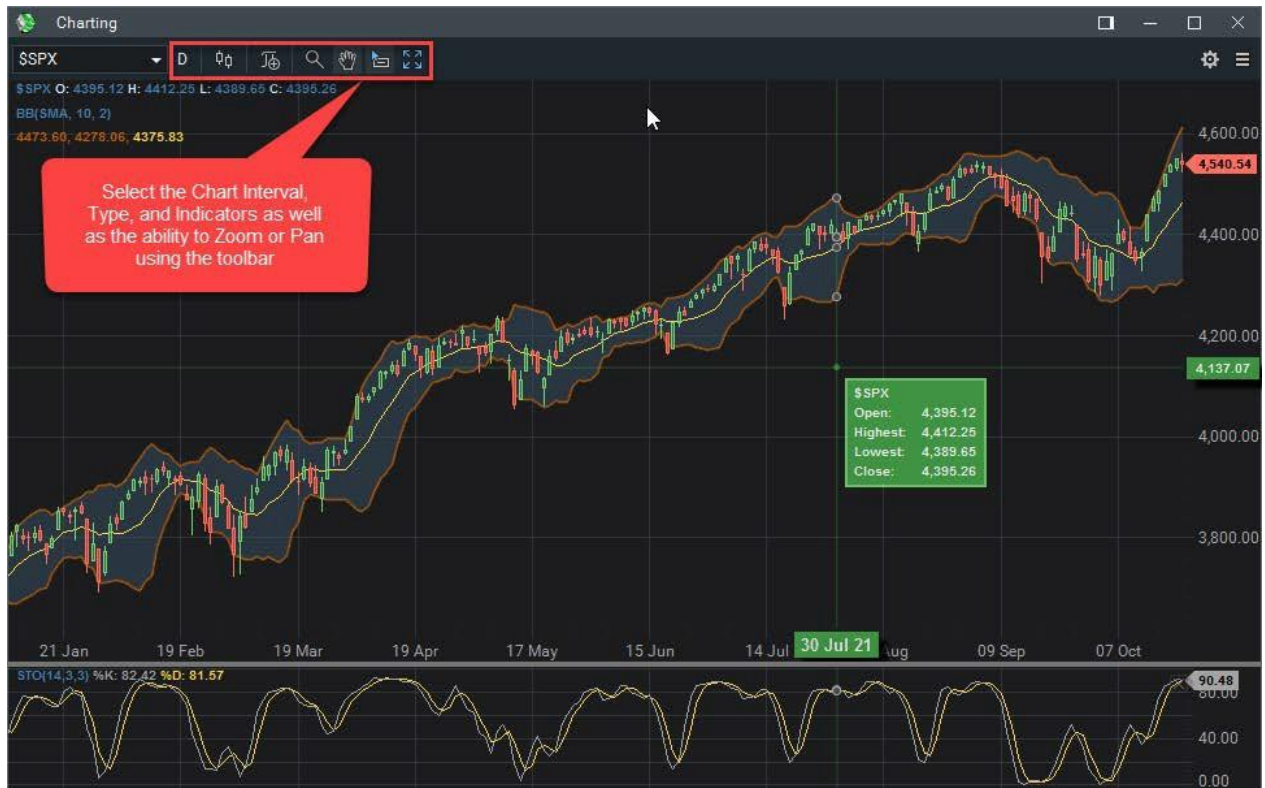 Charting
$SPX D
$SPX O: 4395.12 H: 4412.25 L: 4389.65 C: 4395.26
BB(SMA, 10, 2)
4473.60, 4278.06, 4375.83
Select the Chart Interval,
Type, and Indicators as well
as the ability to Zoom or Pan
using the toolbar
4,600.00
4,540.54
4,400.00
4,200.00
4,137.07
$SPX
Open: 4,395.12
Highest: 4,412.25
Lowest: 4,389.65
Close: 4,395.26
4,000.00
3,800.00
21 Jan 19 Feb 19 Mar 19 Apr 17 May 15 Jun 14 Jul 30 Jul 21 Aug 09 Sep 07 Oct
STO(14,3,3) %K: 82.42 %D: 81.57
90.48
80.00
40.00
0.00